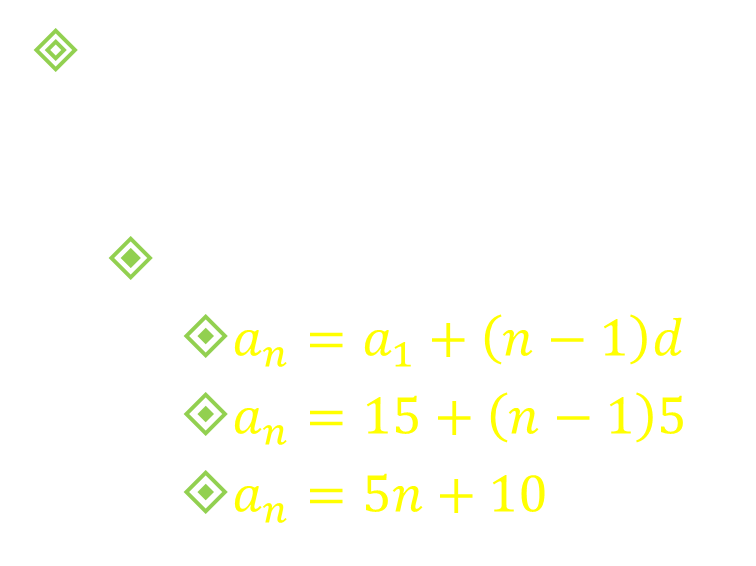 aₙ = a₁ + (n − 1)d
aₙ = 15 + (n − 1)5
aₙ = 5n + 10